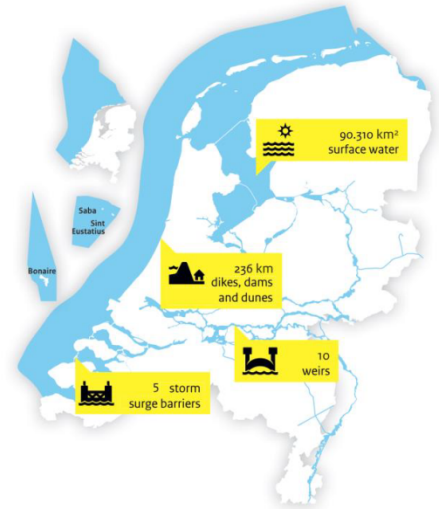 90.310 km²
surface water
Saba
Sint
Eustatius
Bonaire
236 km
dikes, dams
and dunes
10
weirs
5 storm
surge barriers